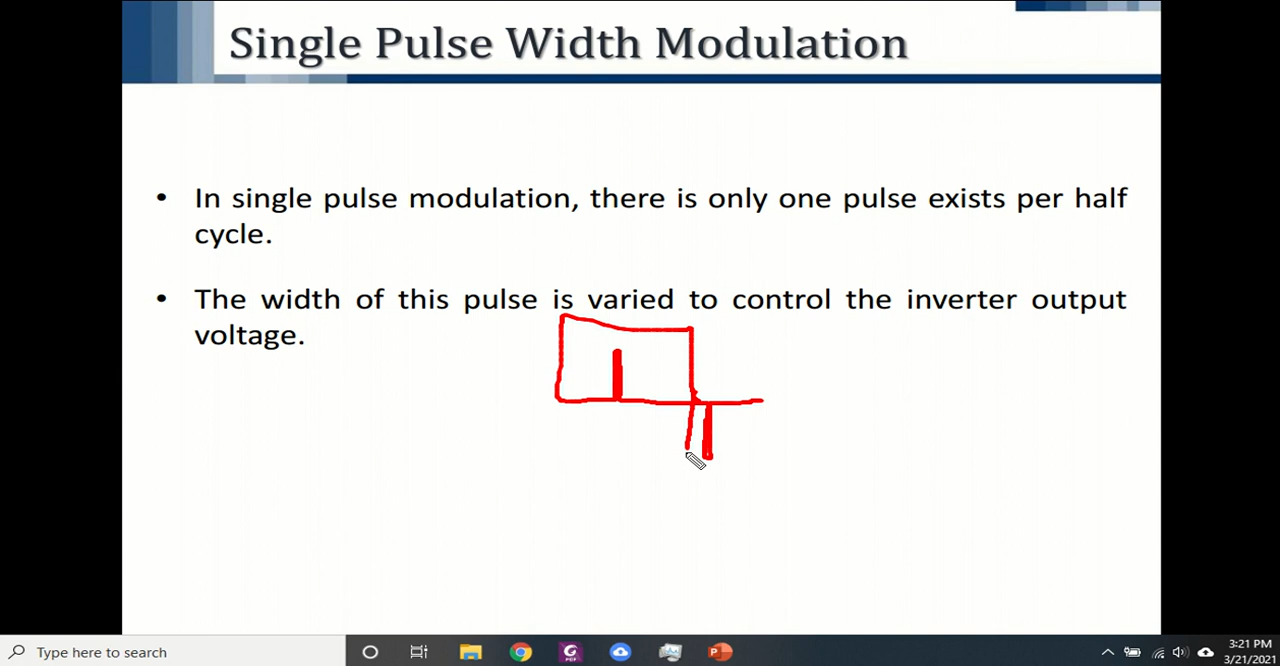 Single Pulse Width Modulation
• In single pulse modulation, there is only one pulse exists per half
cycle.
• The width of this pulse is varied to control the inverter output
voltage.
Type here to search
3:21 PM
3/21/2021